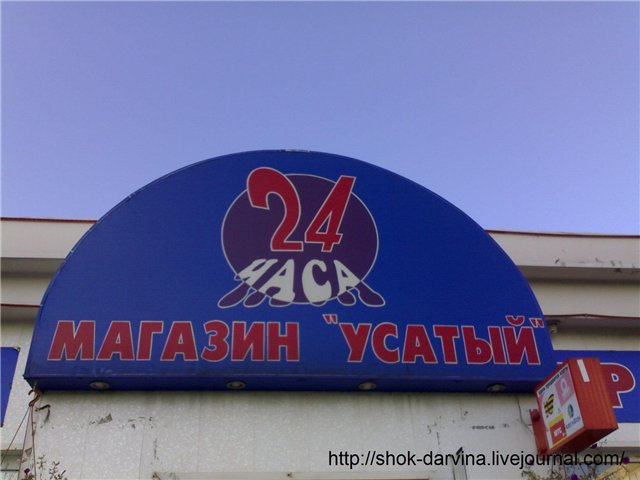 24
ЧАСА
МАГАЗИН "УСАТЫЙ"
Р
http://shok-darvina.livejournal.com/